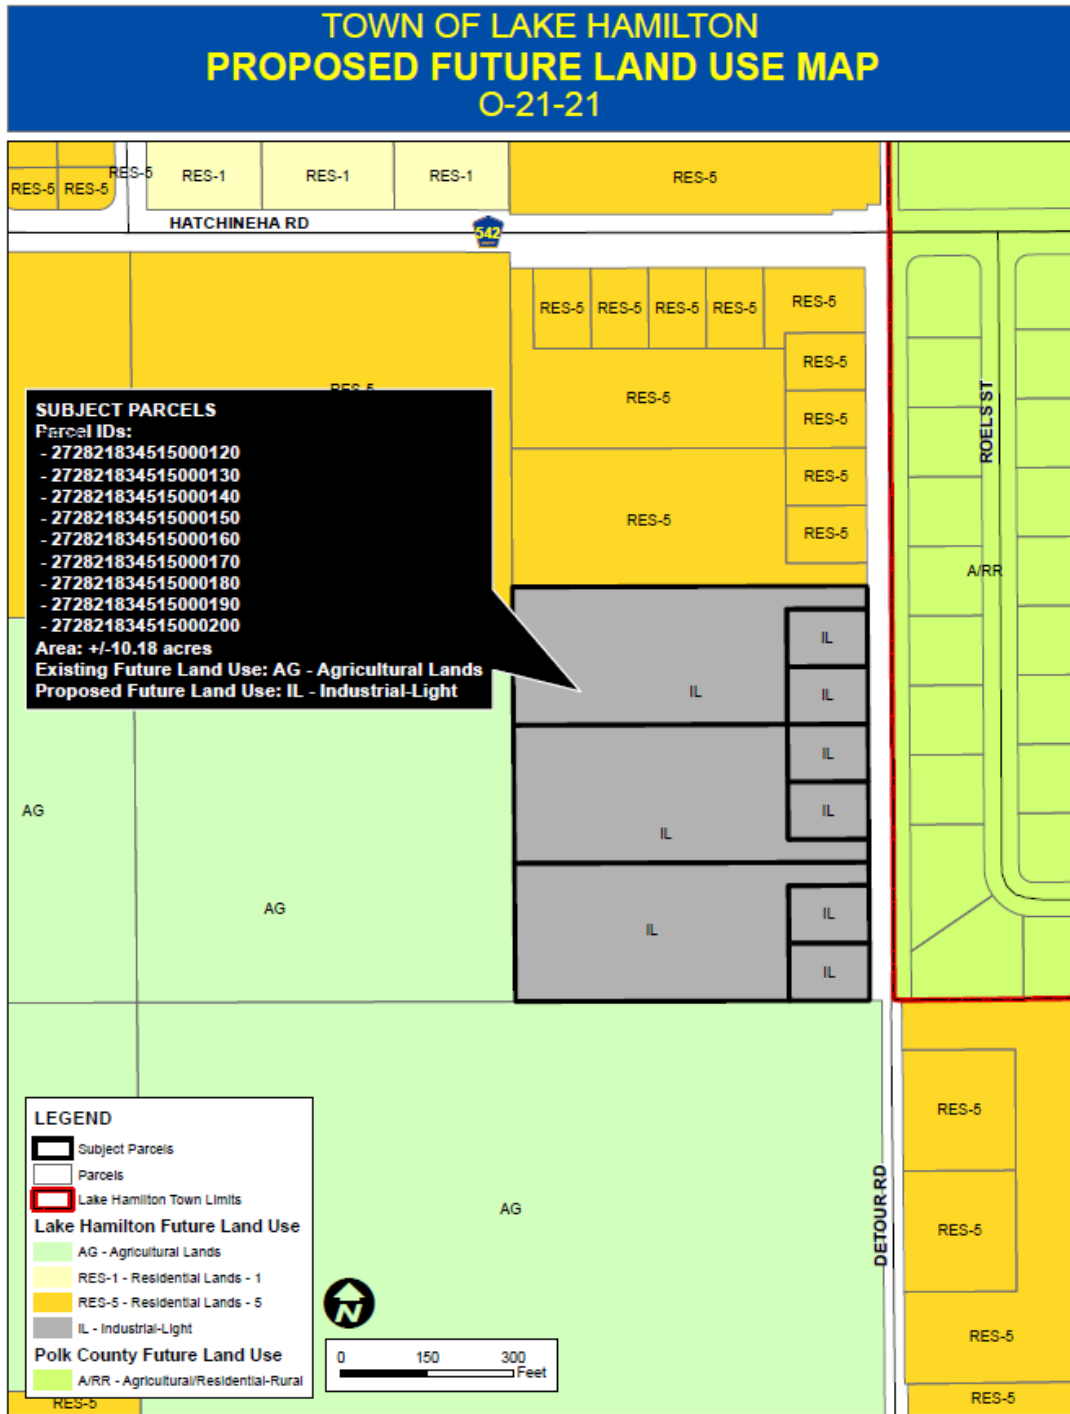 TOWN OF LAKE HAMILTON
PROPOSED FUTURE LAND USE MAP
O-21-21
RES-5
RES-5
RES-5
RES-1
RES-1
RES-1
RES-5
HATCHINEHA RD
542
RES-5
RES-5
RES-5
RES-5
RES-5
RES-5
RES-5
RES-5
RES-5
RES-5
RES-5
RES-5
ROELS ST
A/RR
SUBJECT PARCELS
Parcel IDs:
- 272821834515000120
- 272821834515000130
- 272821834515000140
- 272821834515000150
- 272821834515000160
- 272821834515000170
- 272821834515000180
- 272821834515000190
- 272821834515000200
Area: +/-10.18 acres
Existing Future Land Use: AG - Agricultural Lands
Proposed Future Land Use: IL - Industrial-Light
IL
IL
IL
IL
IL
IL
IL
IL
IL
AG
AG
AG
DETOUR RD
RES-5
RES-5
RES-5
RES-5
RES-5
LEGEND
Subject Parcels
Parcels
Lake Hamilton Town Limits
Lake Hamilton Future Land Use
AG - Agricultural Lands
RES-1 - Residential Lands - 1
RES-5 - Residential Lands - 5
IL - Industrial-Light
Polk County Future Land Use
A/RR - Agricultural/Residential-Rural
N
0 150 300
Feet